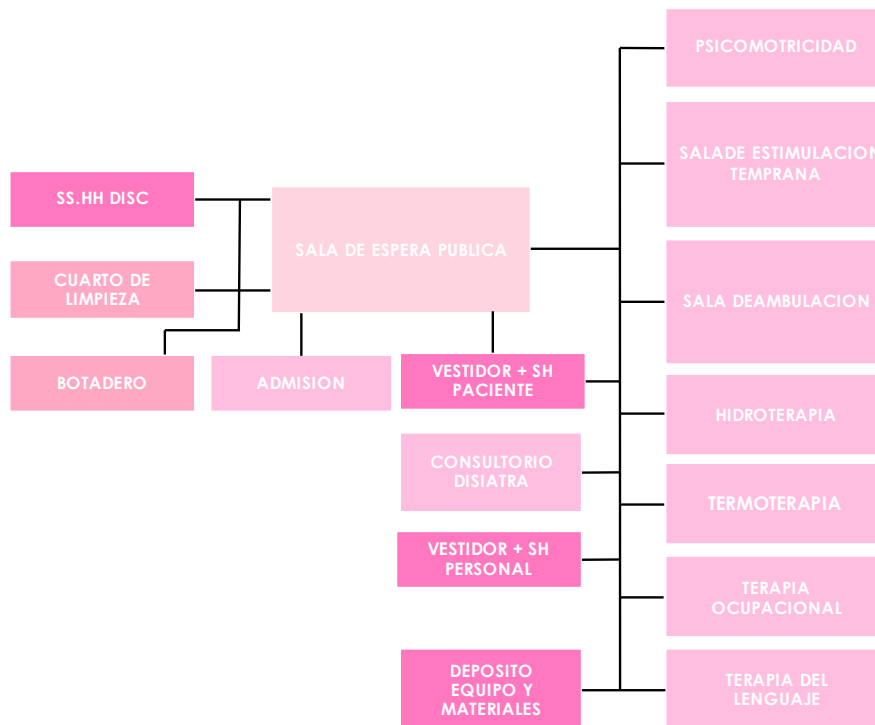 PSICOMOTRICIDAD
SALADE ESTIMULACION
TEMPRANA
SS.HH DISC
SALA DE ESPERA PUBLICA
CUARTO DE
LIMPIEZA
SALA DEAMBULACION
BOTADERO
ADMISION
VESTIDOR + SH
PACIENTE
HIDROTERAPIA
CONSULTORIO
DISIATRA
TERMOTERAPIA
VESTIDOR + SH
PERSONAL
TERAPIA
OCUPACIONAL
DEPOSITO
EQUIPO Y
MATERIALES
TERAPIA DEL
LENGUAJE